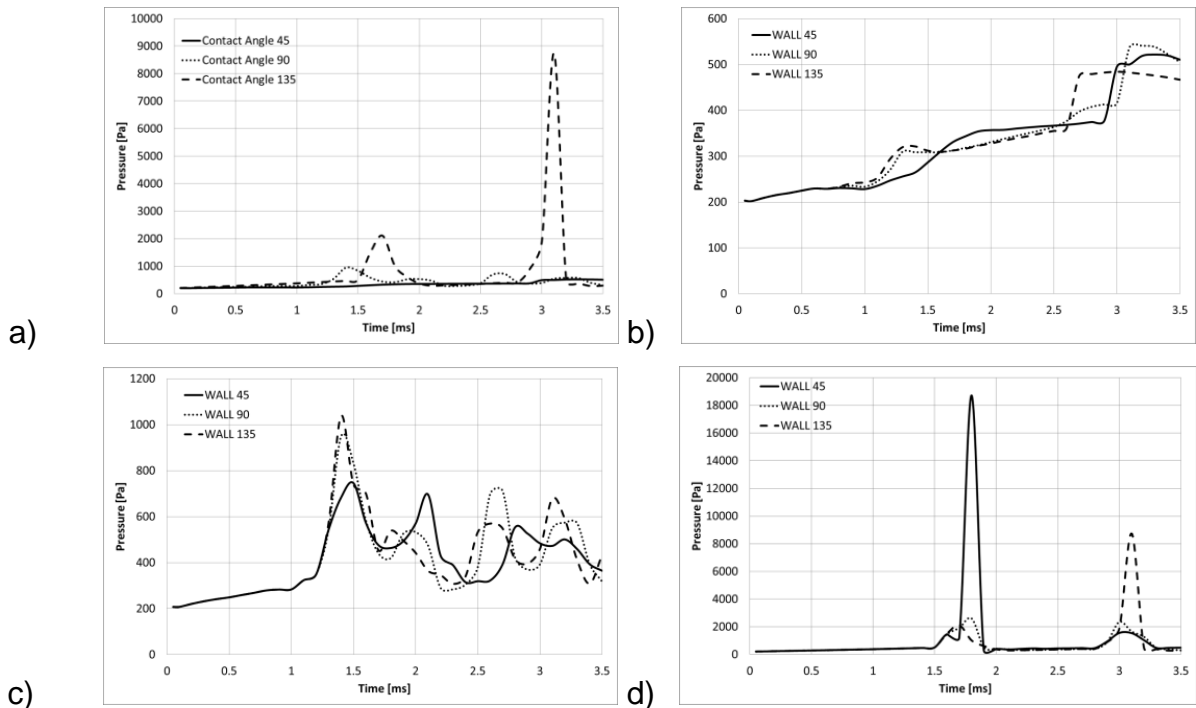 10000
9000
8000
7000
6000
5000
4000
3000
2000
1000
0
Pressure [Pa]
Contact Angle 45
Contact Angle 90
Contact Angle 135
0 0.5 1 1.5 2 2.5 3 3.5
Time [ms]
a)
600
500
400
300
200
100
0
Pressure [Pa]
WALL 45
WALL 90
WALL 135
0 0.5 1 1.5 2 2.5 3 3.5
Time [ms]
b)
1200
1000
800
600
400
200
0
Pressure [Pa]
WALL 45
WALL 90
WALL 135
0 0.5 1 1.5 2 2.5 3 3.5
Time [ms]
c)
20000
18000
16000
14000
12000
10000
8000
6000
4000
2000
0
Pressure [Pa]
WALL 45
WALL 90
WALL 135
0 0.5 1 1.5 2 2.5 3 3.5
Time [ms]
d)